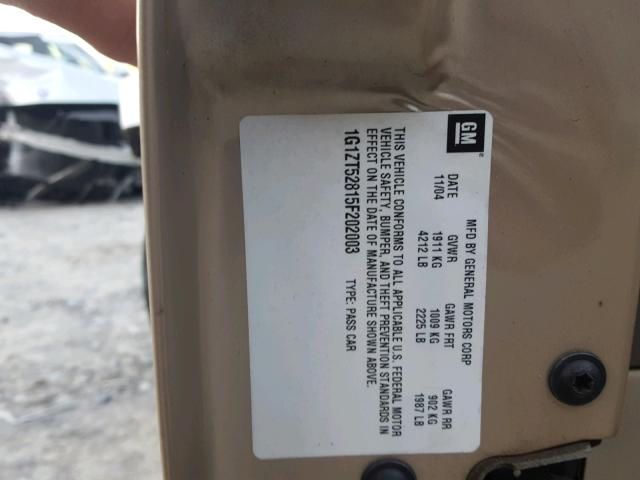 GM
MFD BY GENERAL MOTORS CORP
DATE GVWR GAWR FRT GAWR RR
11/04 1911 KG 1009 KG 902 KG
4212 LB 2225 LB 1987 LB
THIS VEHICLE CONFORMS TO ALL APPLICABLE U.S. FEDERAL MOTOR
VEHICLE SAFETY, BUMPER, AND THEFT PREVENTION STANDARDS IN
EFFECT ON THE DATE OF MANUFACTURE SHOWN ABOVE.
1G1ZT52815F202003 TYPE: PASS CAR